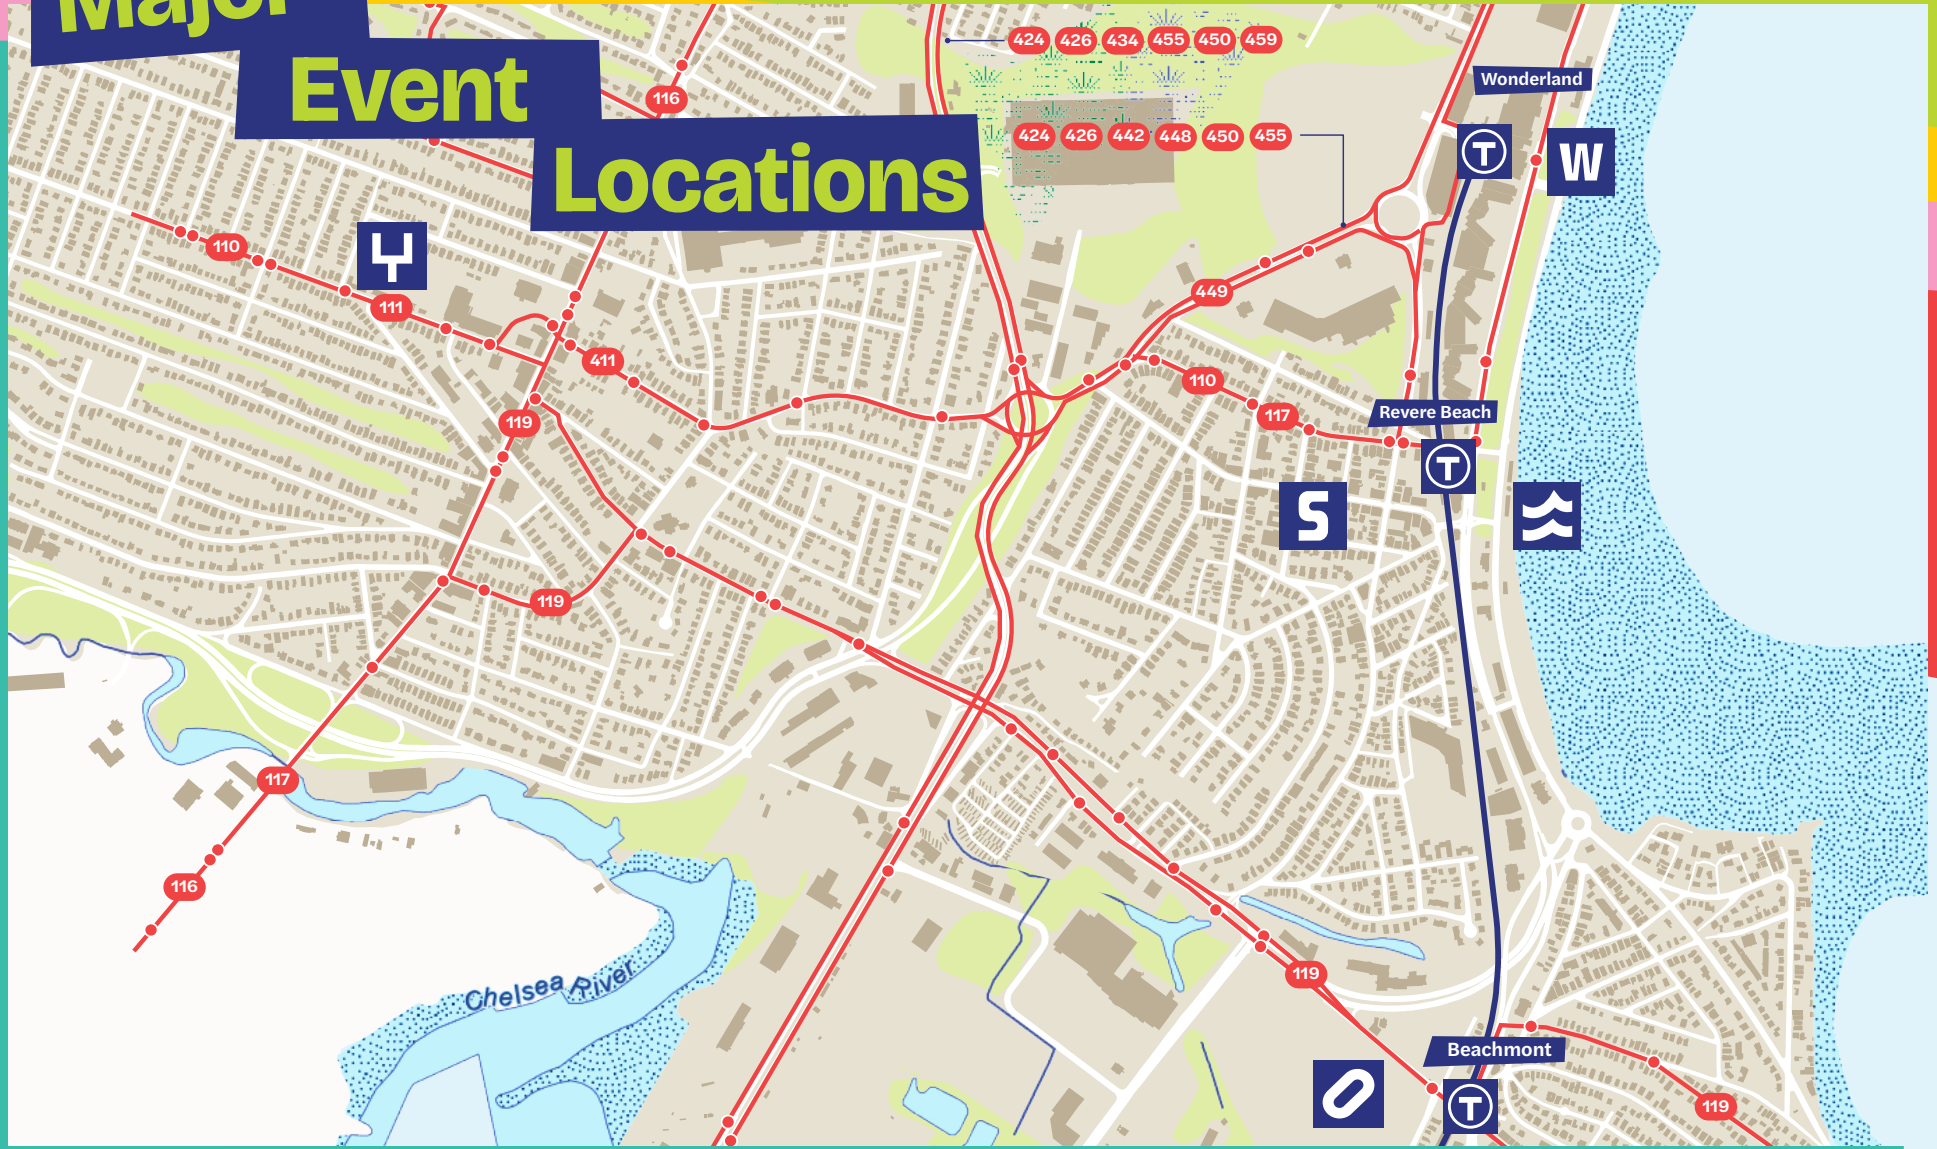 Major
Event
Locations
424 426 434 455 450 459
116
Wonderland
424 426 442 448 450 455
T
W
110
111
449
411
110
117
119
Revere Beach
T
S
119
117
116
Chelsea River
119
Beachmont
T
119